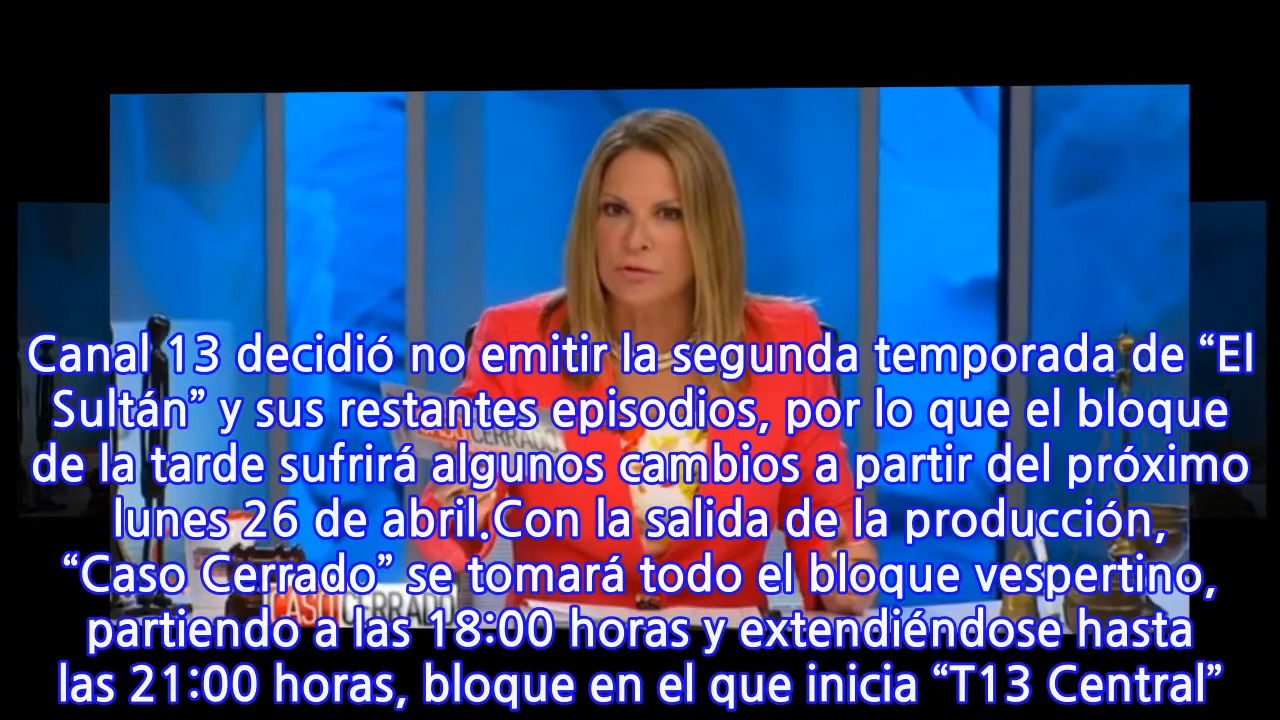 Canal 13 decidió no emitir la segunda temporada de “El
Sultán” y sus restantes episodios, por lo que el bloque
de la tarde sufrirá algunos cambios a partir del próximo
lunes 26 de abril.Con la salida de la producción,
“Caso Cerrado” se tomará todo el bloque vespertino,
partiendo a las 18:00 horas y extendiéndose hasta
las 21:00 horas, bloque en el que inicia “T13 Central”
CERRADO
CASO CERRADO